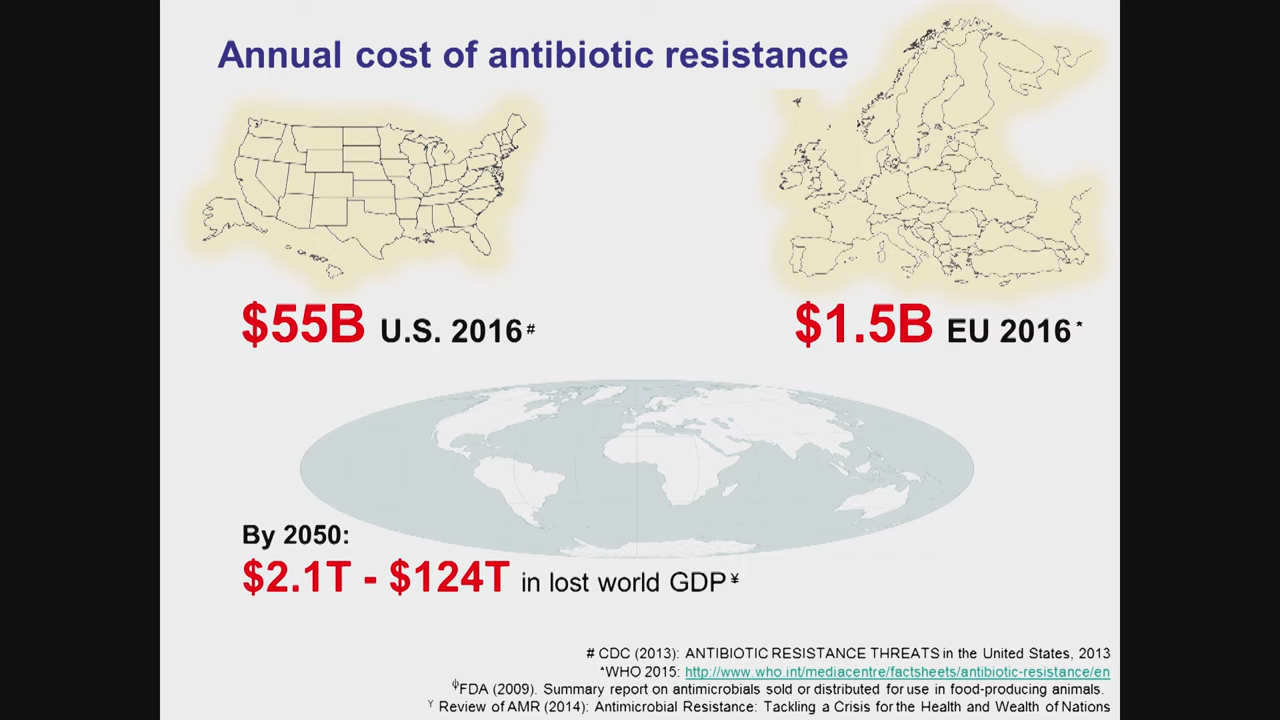 Annual cost of antibiotic resistance
$55B U.S. 2016#
$1.5B EU 2016*
By 2050:
$2.1T - $124T in lost world GDP¥
# CDC (2013): ANTIBIOTIC RESISTANCE THREATS in the United States, 2013
*WHO 2015: http://www.who.int/mediacentre/factsheets/antibiotic-resistance/en
ϕFDA (2009). Summary report on antimicrobials sold or distributed for use in food-producing animals.
Y Review of AMR (2014): Antimicrobial Resistance: Tackling a Crisis for the Health and Wealth of Nations